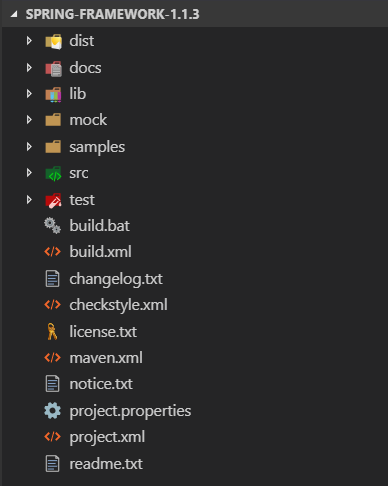 SPRING-FRAMEWORK-1.1.3
dist
docs
lib
mock
samples
src
test
build.bat
build.xml
changelog.txt
checkstyle.xml
license.txt
maven.xml
notice.txt
project.properties
project.xml
readme.txt